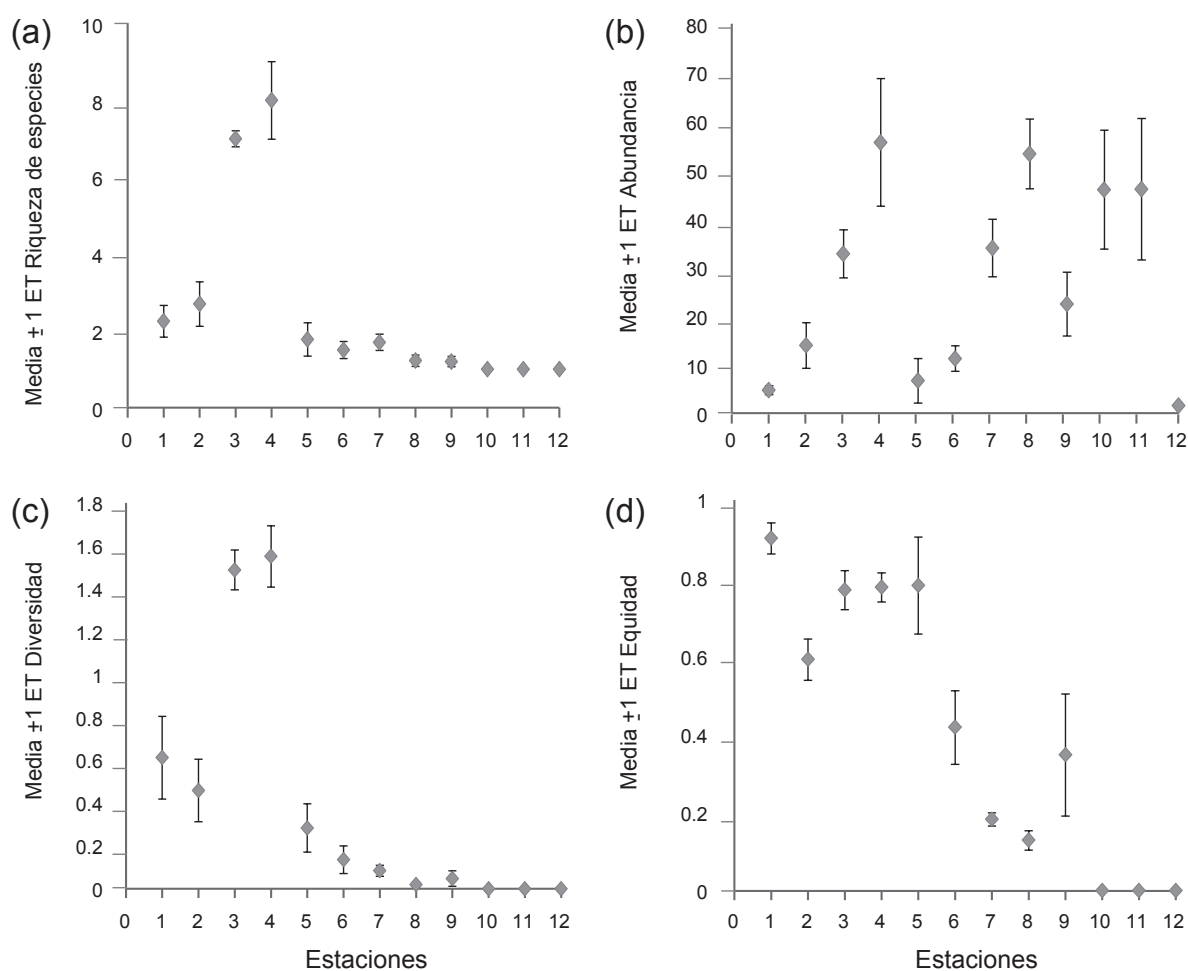 (a)
Media ±1 ET Riqueza de especies
10
8
6
4
2
0
0 1 2 3 4 5 6 7 8 9 10 11 12
(b)
Media ±1 ET Abundancia
80
70
60
50
40
30
20
10
0
0 1 2 3 4 5 6 7 8 9 10 11 12
(c)
Media ±1 ET Diversidad
1.8
1.6
1.4
1.2
1
0.8
0.6
0.4
0.2
0
0 1 2 3 4 5 6 7 8 9 10 11 12
Estaciones
(d)
Media ±1 ET Equidad
1
0.8
0.6
0.4
0.2
0
0 1 2 3 4 5 6 7 8 9 10 11 12
Estaciones